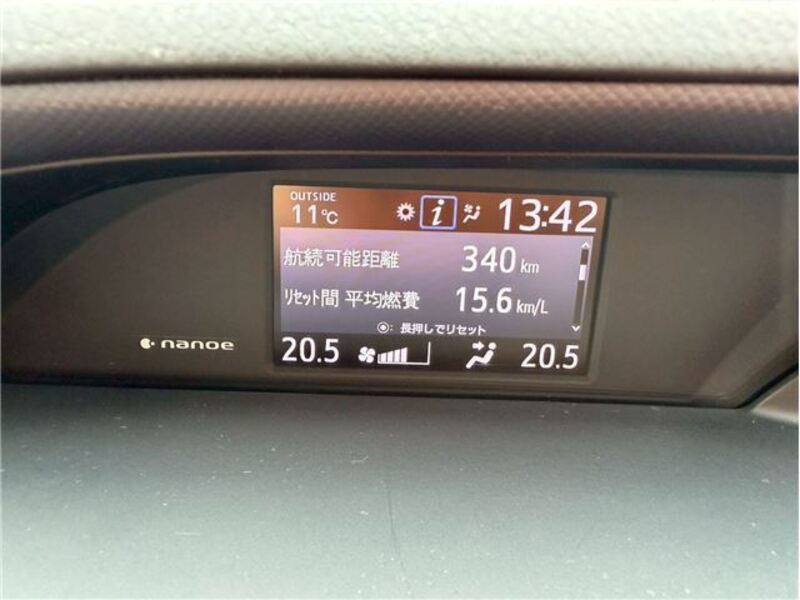 OUTSIDE
11℃ i 13:42
航続可能距離 340 km
ﾘｾｯﾄ間 平均燃費 15.6 km/L
◉: 長押しでリセット
20.5 20.5
nanoe